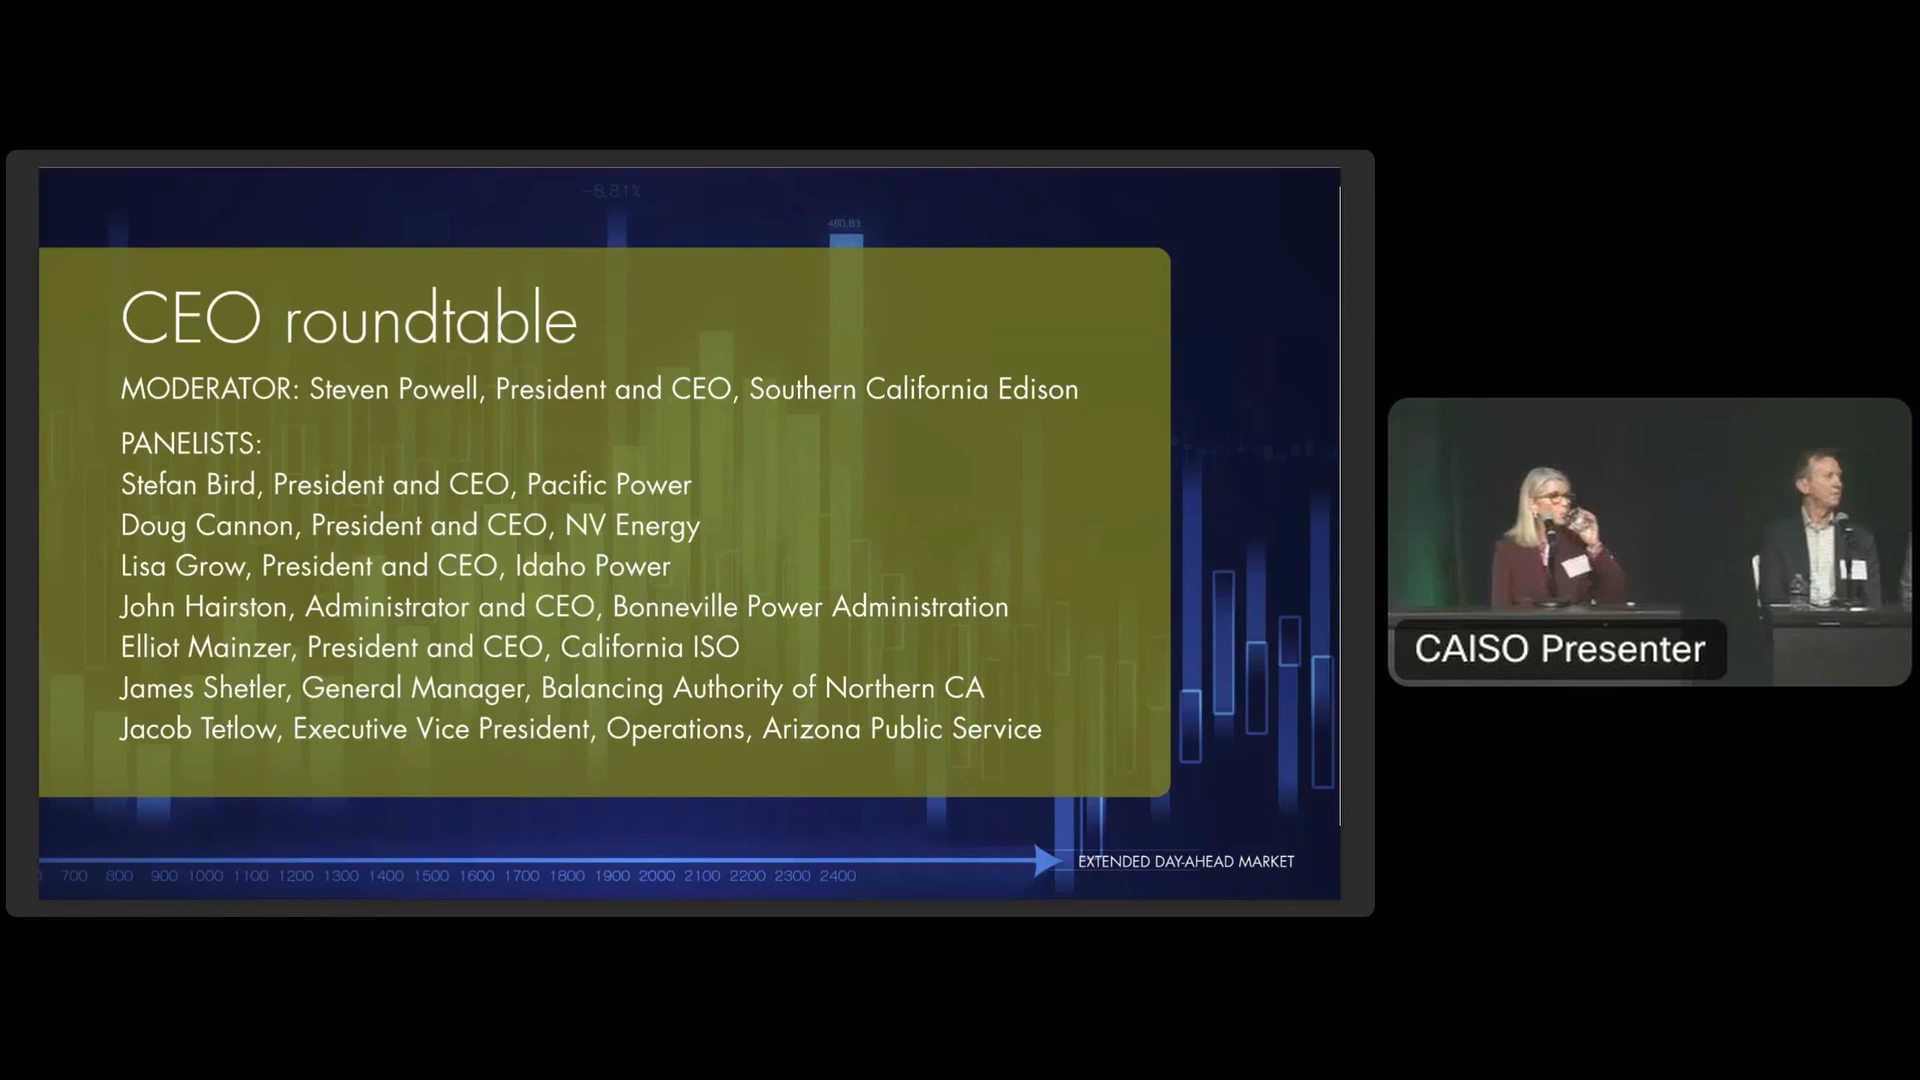 -8.81%
460.83
CEO roundtable
MODERATOR: Steven Powell, President and CEO, Southern California Edison
PANELISTS:
Stefan Bird, President and CEO, Pacific Power
Doug Cannon, President and CEO, NV Energy
Lisa Grow, President and CEO, Idaho Power
John Hairston, Administrator and CEO, Bonneville Power Administration
Elliot Mainzer, President and CEO, California ISO
James Shetler, General Manager, Balancing Authority of Northern CA
Jacob Tetlow, Executive Vice President, Operations, Arizona Public Service
CAISO Presenter
EXTENDED DAY-AHEAD MARKET
700 800 900 1000 1100 1200 1300 1400 1500 1600 1700 1800 1900 2000 2100 2200 2300 2400